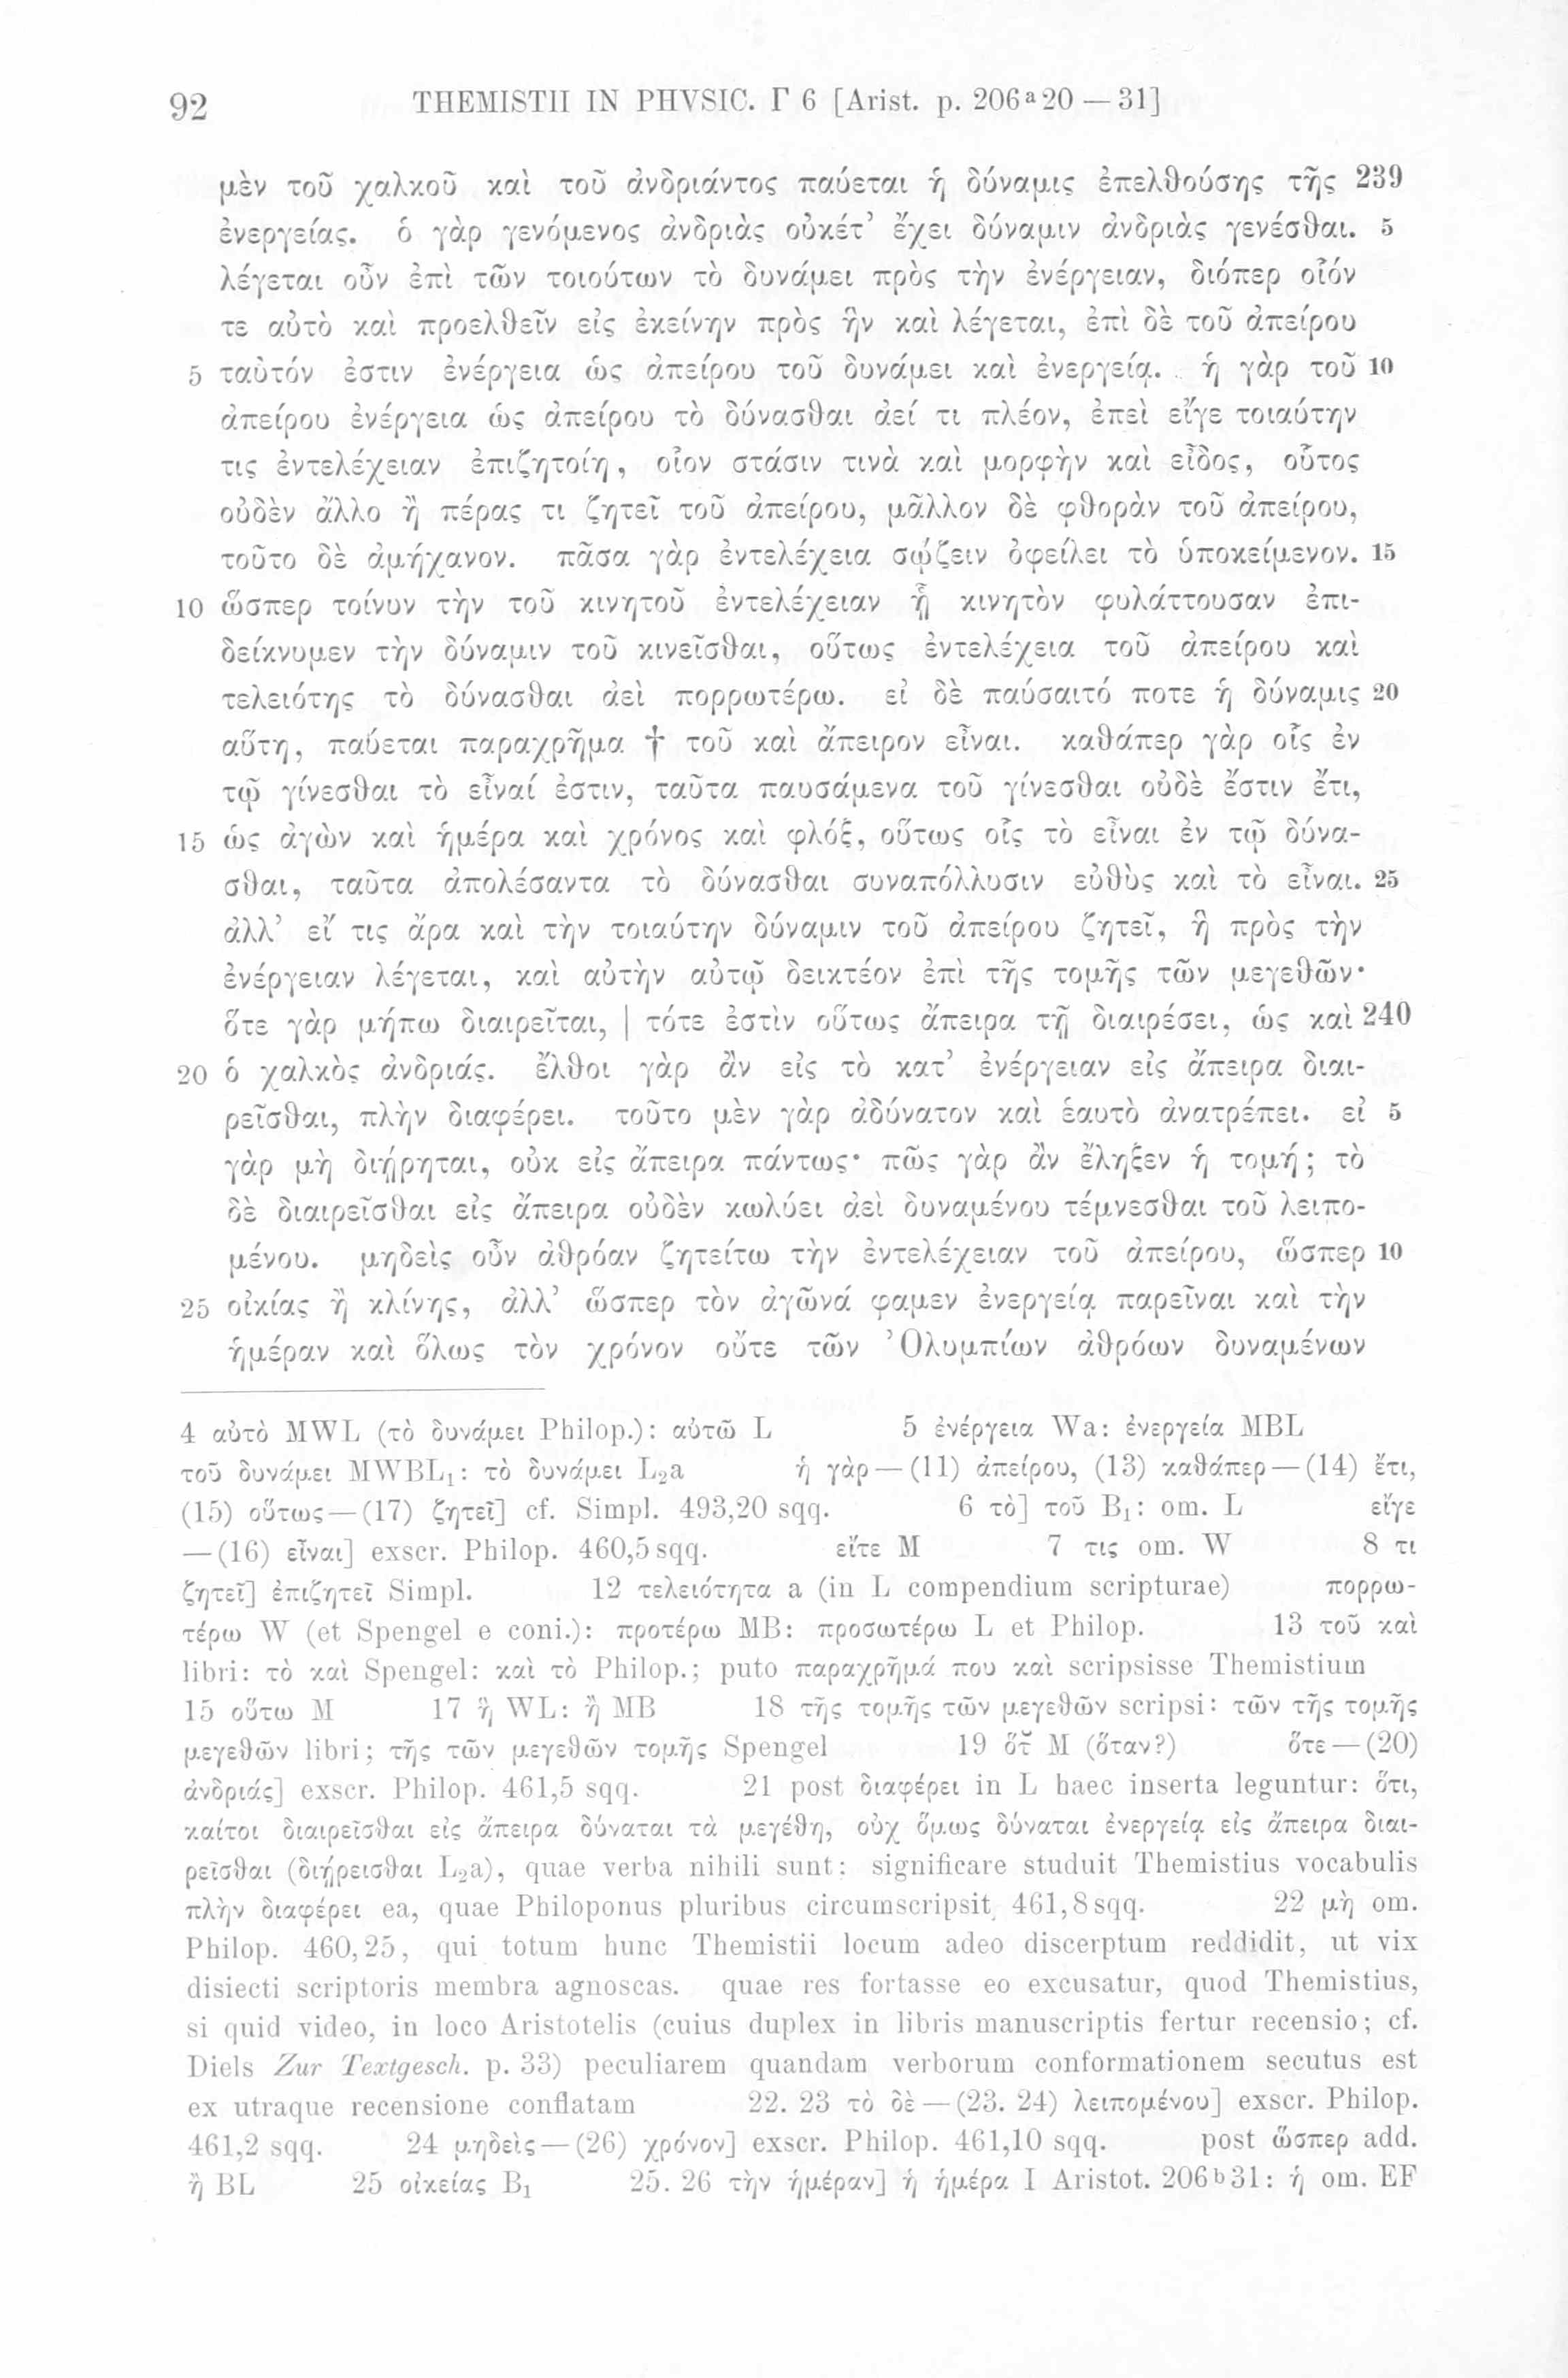 92 THEMISTII IN PHYSIC. Γ 6 [Arist. p. 206ᵃ20 — 31]
μὲν τοῦ χαλκοῦ καὶ τοῦ ἀνδριάντος παύεται ἡ δύναμις ἐπελθούσης τῆς 239
ἐνεργείας. ὁ γὰρ γενόμενος ἀνδριὰς οὐκέτ’ ἔχει δύναμιν ἀνδριὰς γενέσθαι. 5
λέγεται οὖν ἐπὶ τῶν τοιούτων τὸ δυνάμει πρὸς τὴν ἐνέργειαν, διόπερ οἷόν
τε αὐτὸ καὶ προελθεῖν εἰς ἐκείνην πρὸς ἣν καὶ λέγεται, ἐπὶ δὲ τοῦ ἀπείρου
5 ταὐτόν ἐστιν ἐνέργεια ὡς ἀπείρου τοῦ δυνάμει καὶ ἐνεργείᾳ. ἡ γὰρ τοῦ 10
ἀπείρου ἐνέργεια ὡς ἀπείρου τὸ δύνασθαι ἀεί τι πλέον, ἐπεὶ εἴγε τοιαύτην
τις ἐντελέχειαν ἐπιζητοίη, οἷον στάσιν τινὰ καὶ μορφὴν καὶ εἶδος, οὗτος
οὐδὲν ἄλλο ἢ πέρας τι ζητεῖ τοῦ ἀπείρου, μᾶλλον δὲ φθορὰν τοῦ ἀπείρου,
τοῦτο δὲ ἀμήχανον. πᾶσα γὰρ ἐντελέχεια σῴζειν ὀφείλει τὸ ὑποκείμενον. 15
10 ὥσπερ τοίνυν τὴν τοῦ κινητοῦ ἐντελέχειαν ᾗ κινητὸν φυλάττουσαν ἐπι-
δείκνυμεν τὴν δύναμιν τοῦ κινεῖσθαι, οὕτως ἐντελέχεια τοῦ ἀπείρου καὶ
τελειότης τὸ δύνασθαι ἀεὶ πορρωτέρω. εἰ δὲ παύσαιτό ποτε ἡ δύναμις 20
αὕτη, παύεται παραχρῆμα † τοῦ καὶ ἄπειρον εἶναι. καθάπερ γὰρ οἷς ἐν
τῷ γίνεσθαι τὸ εἶναί ἐστιν, ταῦτα παυσάμενα τοῦ γίνεσθαι οὐδὲ ἔστιν ἔτι,
15 ὡς ἀγὼν καὶ ἡμέρα καὶ χρόνος καὶ φλόξ, οὕτως οἷς τὸ εἶναι ἐν τῷ δύνα-
σθαι, ταῦτα ἀπολέσαντα τὸ δύνασθαι συναπόλλυσιν εὐθὺς καὶ τὸ εἶναι. 25
ἀλλ’ εἴ τις ἄρα καὶ τὴν τοιαύτην δύναμιν τοῦ ἀπείρου ζητεῖ, ἣ πρὸς τὴν
ἐνέργειαν λέγεται, καὶ αὐτὴν αὐτῷ δεικτέον ἐπὶ τῆς τομῆς τῶν μεγεθῶν·
ὅτε γὰρ μήπω διαιρεῖται, | τότε ἐστὶν οὕτως ἄπειρα τῇ διαιρέσει, ὡς καὶ 240
20 ὁ χαλκὸς ἀνδριάς. ἔλθοι γὰρ ἂν εἰς τὸ κατ’ ἐνέργειαν εἰς ἄπειρα διαι-
ρεῖσθαι, πλὴν διαφέρει. τοῦτο μὲν γὰρ ἀδύνατον καὶ ἑαυτὸ ἀνατρέπει. εἰ 5
γὰρ μὴ διῄρηται, οὐκ εἰς ἄπειρα πάντως· πῶς γὰρ ἂν ἔληξεν ἡ τομή; τὸ
δὲ διαιρεῖσθαι εἰς ἄπειρα οὐδὲν κωλύει ἀεὶ δυναμένου τέμνεσθαι τοῦ λειπο-
μένου. μηδεὶς οὖν ἀθρόαν ζητείτω τὴν ἐντελέχειαν τοῦ ἀπείρου, ὥσπερ 10
25 οἰκίας ἢ κλίνης, ἀλλ’ ὥσπερ τὸν ἀγῶνά φαμεν ἐνεργείᾳ παρεῖναι καὶ τὴν
ἡμέραν καὶ ὅλως τὸν χρόνον οὔτε τῶν Ὀλυμπίων ἀθρόων δυναμένων
4 αὐτὸ MWL (τὸ δυνάμει Philop.): αὐτῶ L 5 ἐνέργεια Wa: ἐνεργεία MBL
τοῦ δυνάμει MWBL₁: τὸ δυνάμει L₂a ἡ γὰρ — (11) ἀπείρου, (13) καθάπερ — (14) ἔτι,
(15) οὕτως — (17) ζητεῖ] cf. Simpl. 493,20 sqq. 6 τὸ] τοῦ B₁: om. L εἴγε
— (16) εἶναι] exscr. Philop. 460,5 sqq. εἴτε M 7 τις om. W 8 τι
ζητεῖ] ἐπιζητεῖ Simpl. 12 τελειότητα a (in L compendium scripturae) πορρω-
τέρω W (et Spengel e coni.): προτέρω MB: προσωτέρω L et Philop. 13 τοῦ καὶ
libri: τὸ καὶ Spengel: καὶ τὸ Philop.; puto παραχρῆμά που καὶ scripsisse Themistium
15 οὕτω M 17 ἣ WL: ἢ MB 18 τῆς τομῆς τῶν μεγεθῶν scripsi: τῶν τῆς τομῆς
μεγεθῶν libri; τῆς τῶν μεγεθῶν τομῆς Spengel 19 M (ὅταν?) ὅτε — (20)
ἀνδριάς] exscr. Philop. 461,5 sqq. 21 post διαφέρει in L haec inserta leguntur: ὅτι,
καίτοι διαιρεῖσθαι εἰς ἄπειρα δύναται τὰ μεγέθη, οὐχ ὅμως δύναται ἐνεργείᾳ εἰς ἄπειρα διαι-
ρεῖσθαι (διῄρεισθαι L₂a), quae verba nihili sunt: significare studuit Themistius vocabulis
πλὴν διαφέρει ea, quae Philoponus pluribus circumscripsit 461,8 sqq. 22 μὴ om.
Philop. 460,25, qui totum hunc Themistii locum adeo discerptum reddidit, ut vix
disiecti scriptoris membra agnoscas. quae res fortasse eo excusatur, quod Themistius,
si quid video, in loco Aristotelis (cuius duplex in libris manuscriptis fertur recensio; cf.
Diels Zur Textgesch. p. 33) peculiarem quandam verborum conformationem secutus est
ex utraque recensione conflatam 22. 23 τὸ δὲ — (23. 24) λειπομένου] exscr. Philop.
461,2 sqq. 24 μηδεὶς — (26) χρόνον] exscr. Philop. 461,10 sqq. post ὥσπερ add.
ἢ BL 25 οἰκείας B₁ 25. 26 τὴν ἡμέραν] ἡ ἡμέρα I Aristot. 206ᵇ31: ἡ om. EF